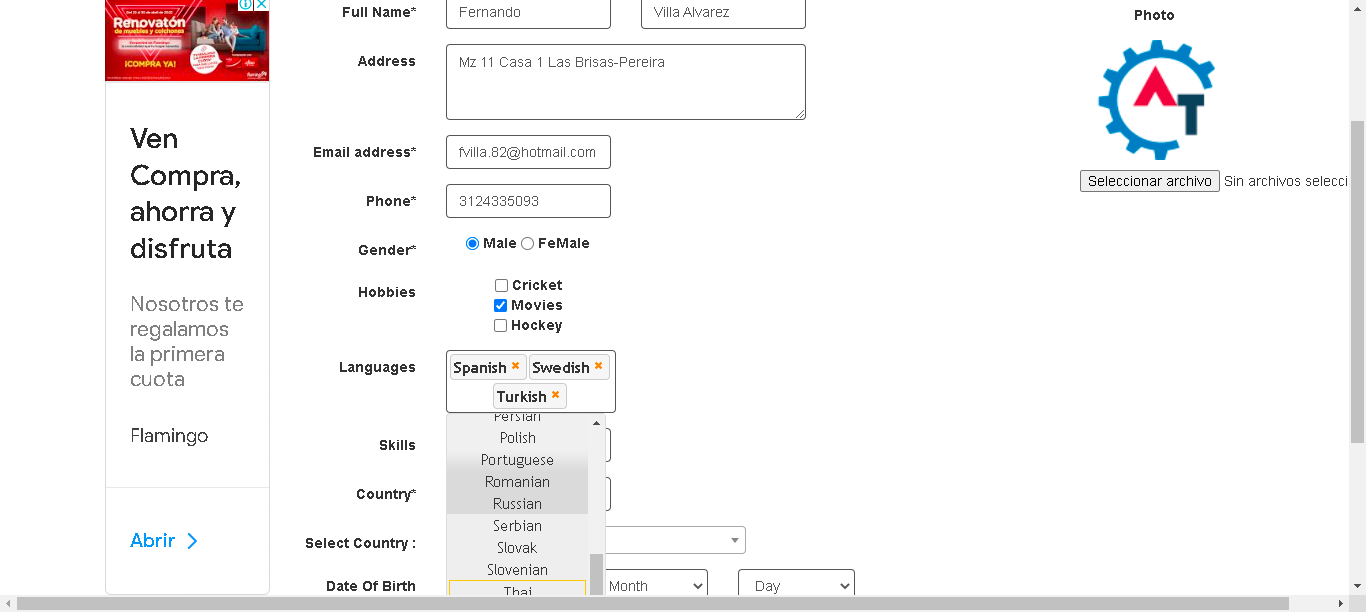 Full Name*
Fernando
Villa Alvarez
Photo
Renovatón
de muebles y colchones
¡COMPRA YA!
Address
Mz 11 Casa 1 Las Brisas-Pereira
Ven
Compra,
ahorra y
disfruta
Nosotros te
regalamos
la primera
cuota
Flamingo
Abrir
AT
Seleccionar archivo Sin archivos selecci
Email address*
fvilla.82@hotmail.com
Phone*
3124335093
Gender*
Male FeMale
Hobbies
Cricket
Movies
Hockey
Languages
Spanish Swedish
Turkish
Persian
Polish
Portuguese
Romanian
Russian
Serbian
Slovak
Slovenian
Thai
Skills
Country*
Select Country :
Date Of Birth
Month
Day